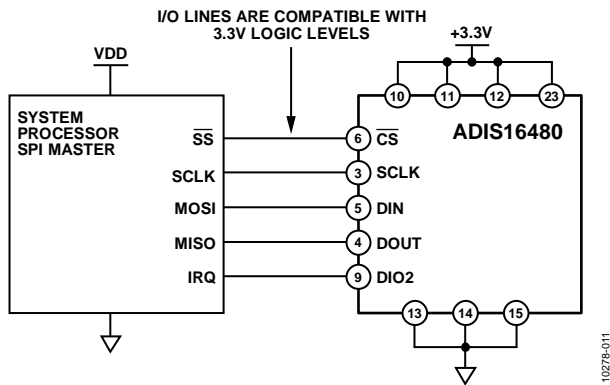 I/O LINES ARE COMPATIBLE WITH
3.3V LOGIC LEVELS
VDD
+3.3V
SYSTEM
PROCESSOR
SPI MASTER
10
11
12
23
ADIS16480
SS
6
CS
SCLK
3
SCLK
MOSI
5
DIN
MISO
4
DOUT
IRQ
9
DIO2
13
14
15
10278-011